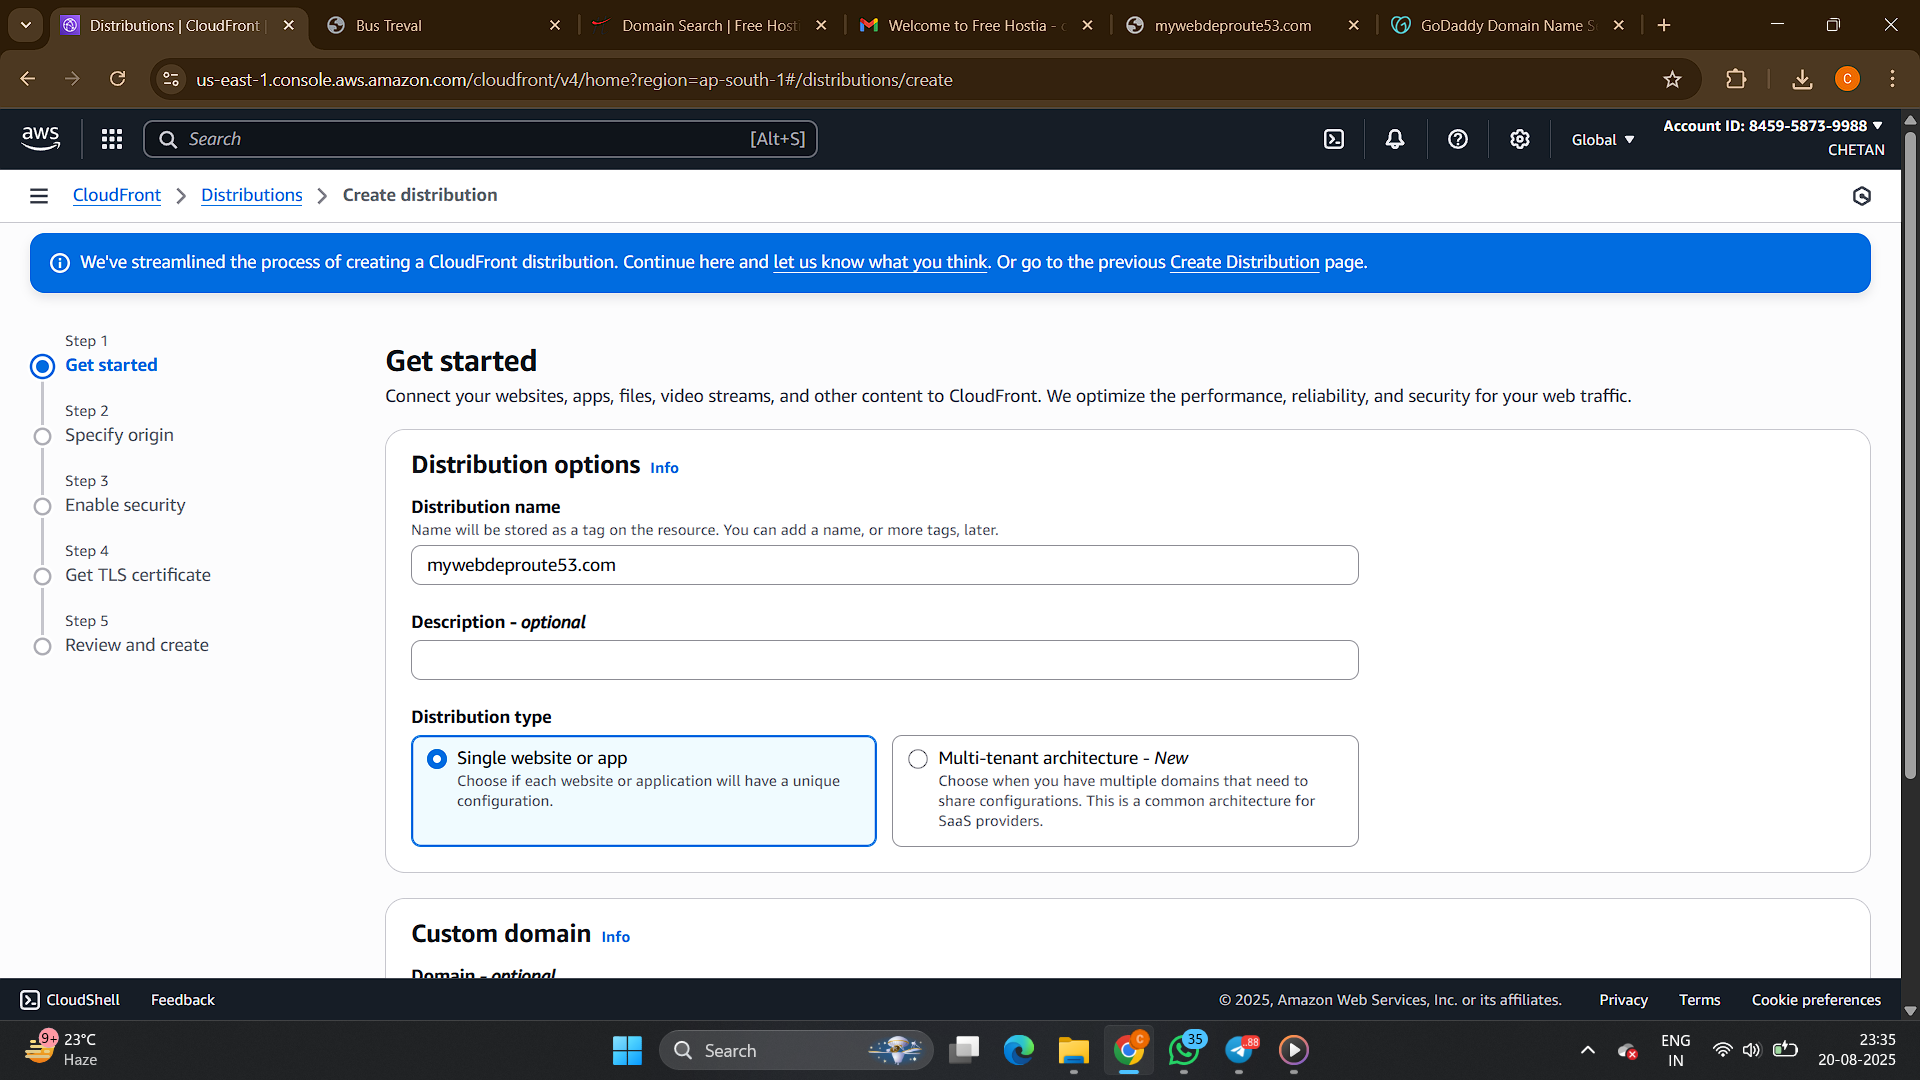 Distributions | CloudFront |
Bus Treval
Domain Search | Free Hosti
Welcome to Free Hostia - c
mywebdeproute53.com
GoDaddy Domain Name S
us-east-1.console.aws.amazon.com/cloudfront/v4/home?region=ap-south-1#/distributions/create
C
aws
Search
[Alt+S]
Global
Account ID: 8459-5873-9988
CHETAN
CloudFront
Distributions
Create distribution
We've streamlined the process of creating a CloudFront distribution. Continue here and let us know what you think. Or go to the previous Create Distribution page.
Step 1
Get started
Step 2
Specify origin
Step 3
Enable security
Step 4
Get TLS certificate
Step 5
Review and create
Get started
Connect your websites, apps, files, video streams, and other content to CloudFront. We optimize the performance, reliability, and security for your web traffic.
Distribution options Info
Distribution name
Name will be stored as a tag on the resource. You can add a name, or more tags, later.
mywebdeproute53.com
Description - optional
Distribution type
Single website or app
Choose if each website or application will have a unique
configuration.
Multi-tenant architecture - New
Choose when you have multiple domains that need to
share configurations. This is a common architecture for
SaaS providers.
Custom domain Info
Domain - optional
CloudShell
Feedback
© 2025, Amazon Web Services, Inc. or its affiliates.
Privacy
Terms
Cookie preferences
9+
23°C
Haze
Search
C
35
.88
ENG
IN
23:35
20-08-2025